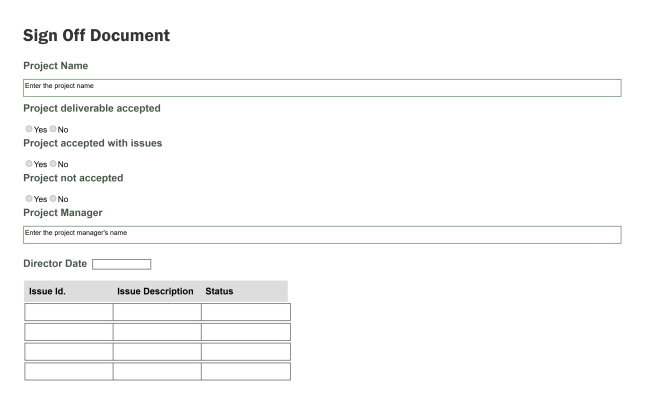 Sign Off Document
Project Name
Enter the project name
Project deliverable accepted
Yes No
Project accepted with issues
Yes No
Project not accepted
Yes No
Project Manager
Enter the project manager's name
Director Date
Issue Id. Issue Description Status